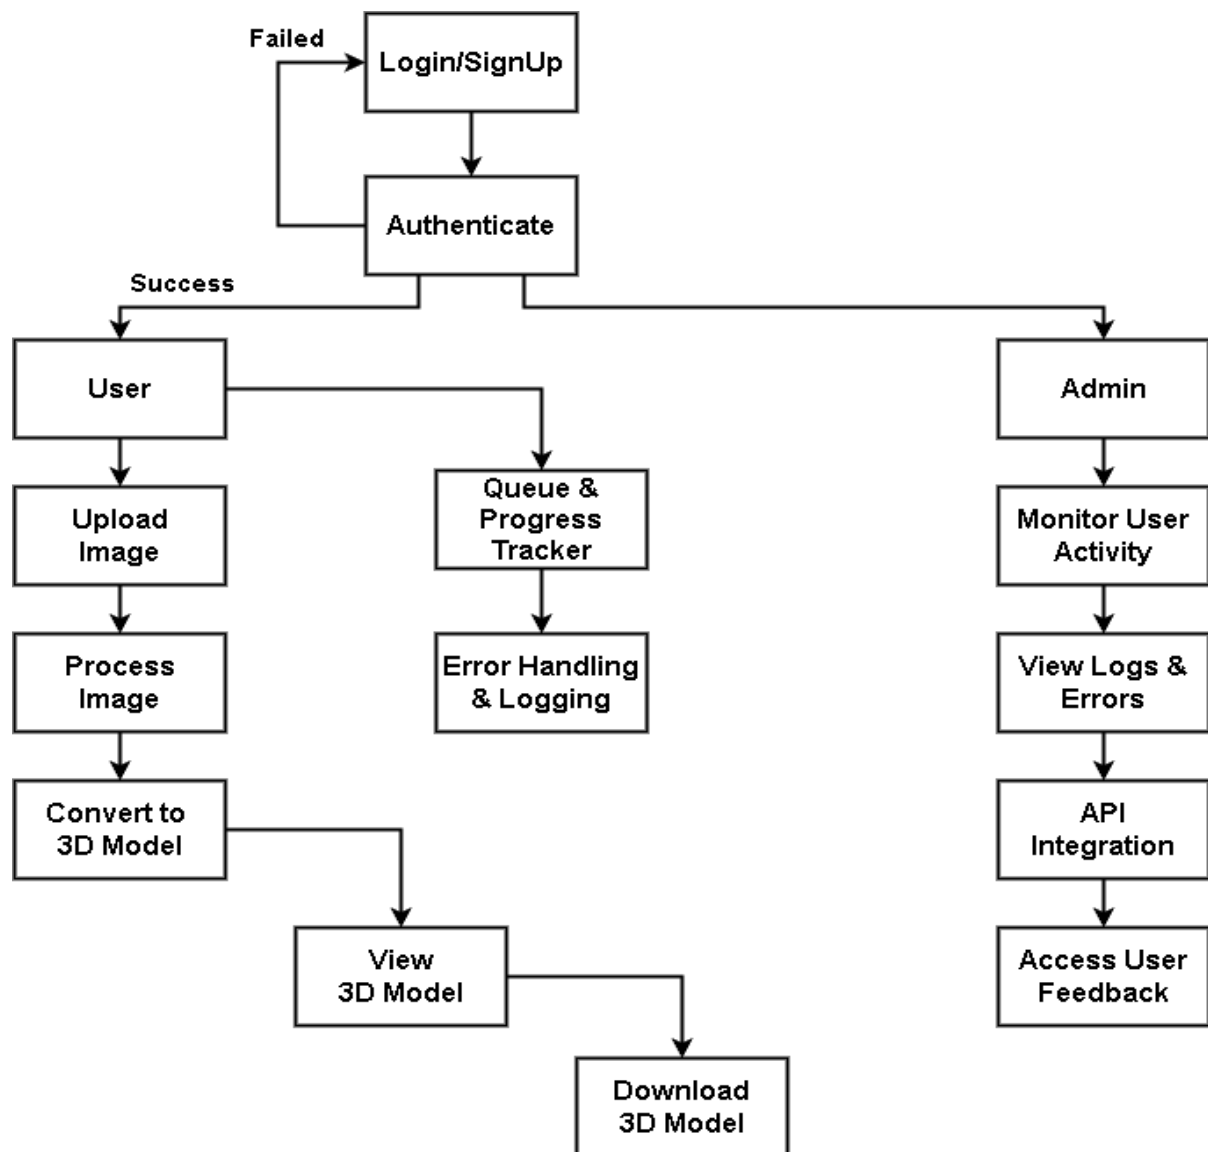 Failed
Login/SignUp
Authenticate
Success
User
Admin
Queue &
Progress
Tracker
Upload
Image
Monitor User
Activity
Process
Image
Error Handling
& Logging
View Logs &
Errors
Convert to
3D Model
API
Integration
View
3D Model
Access User
Feedback
Download
3D Model